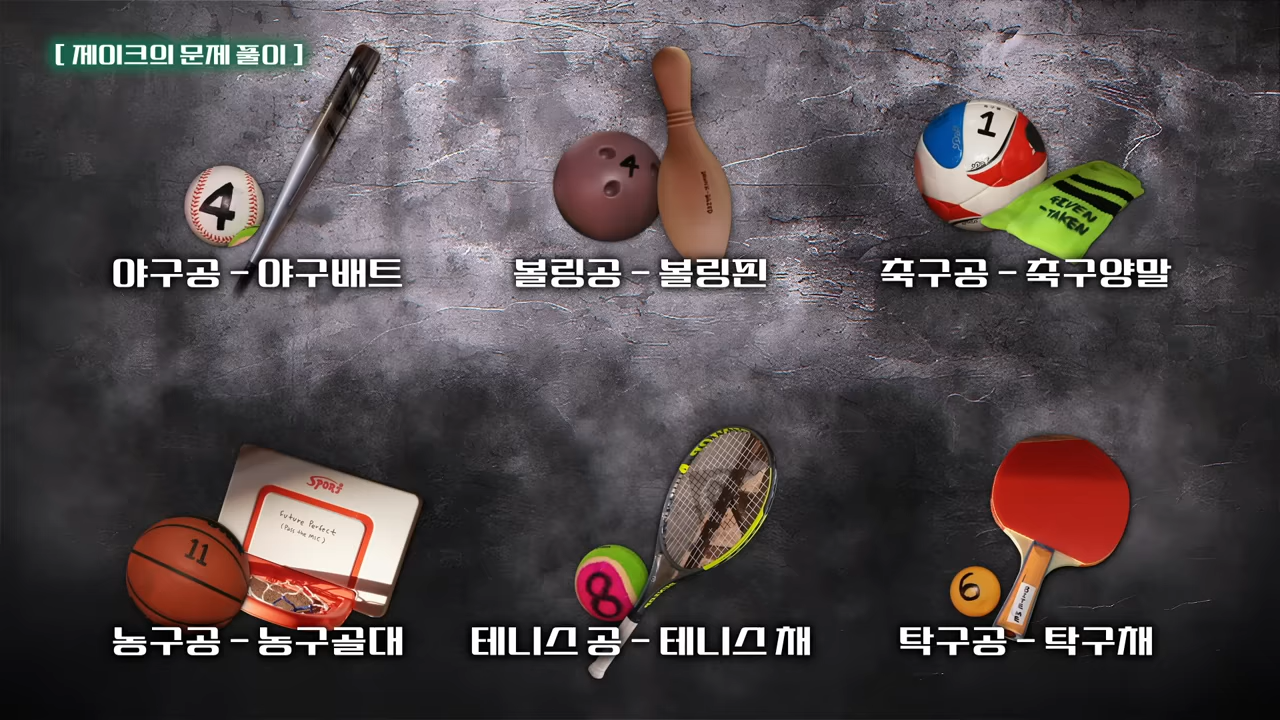 [ 제이크의 문제 풀이 ]
4
야구공 – 야구배트
4
볼링공 – 볼링핀
1
GIVEN
-TAKEN
축구공 – 축구양말
SPORT
Future Perfect
(Pass the MIC)
11
농구공 – 농구골대
8
테니스 공 – 테니스 채
6
탁구공 – 탁구채